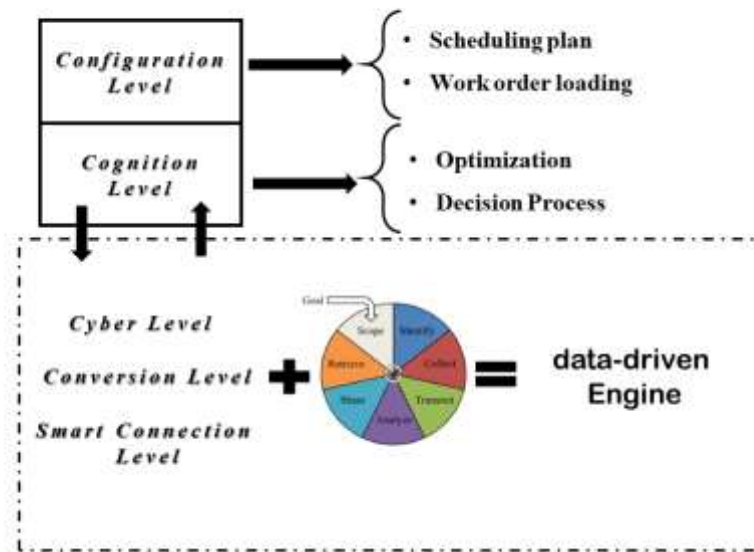 Configuration
Level
• Scheduling plan
• Work order loading
Cognition
Level
• Optimization
• Decision Process
Cyber Level
Conversion Level
Smart Connection
Level
Goal
Scope
Identify
Collect
Transmit
Analyze
Share
Retrieve
data-driven
Engine